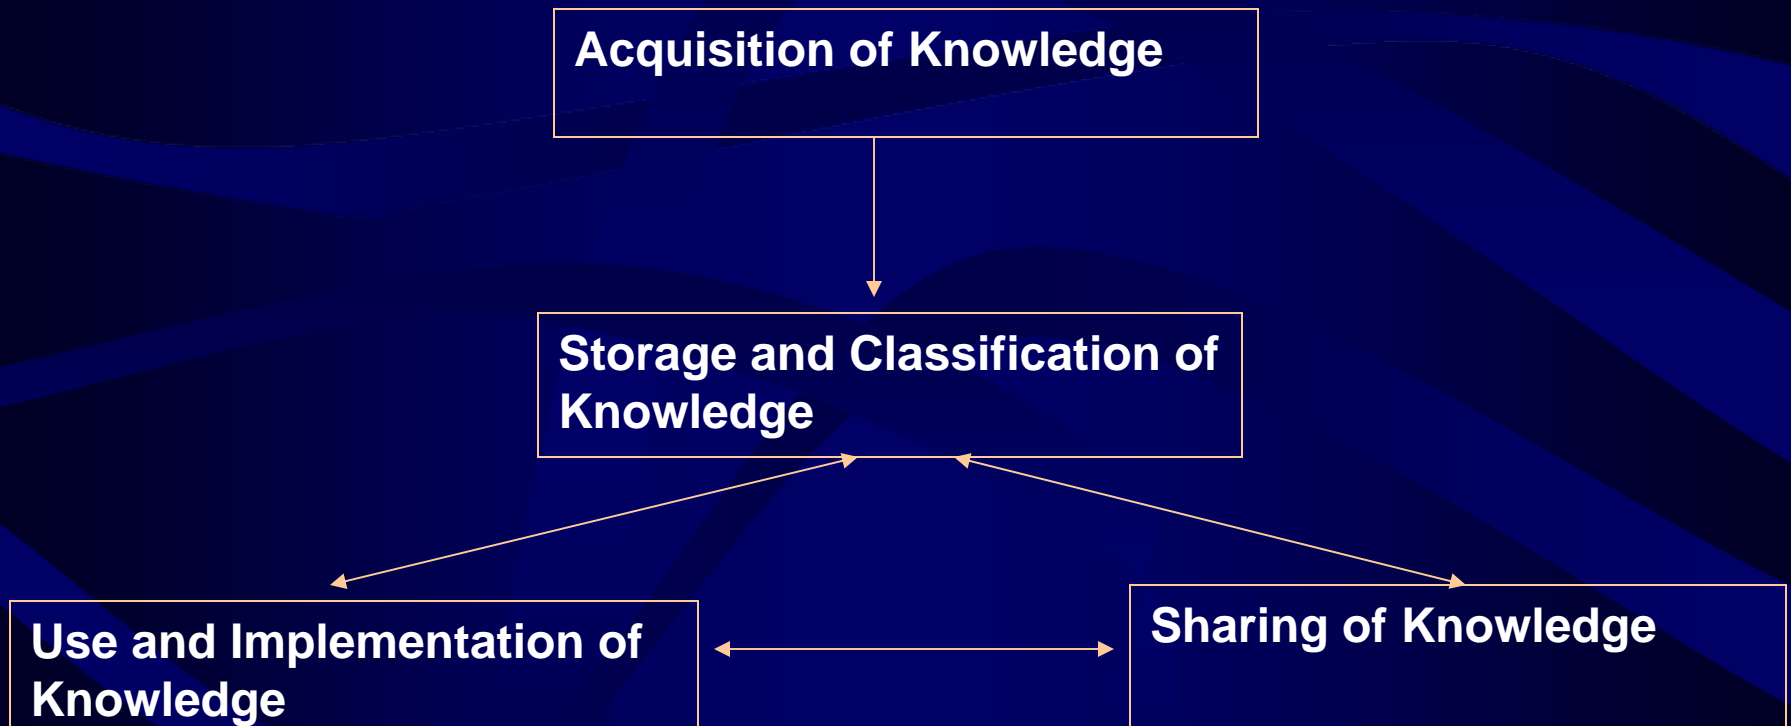 Acquisition of Knowledge
Storage and Classification of
Knowledge
Use and Implementation of
Knowledge
Sharing of Knowledge